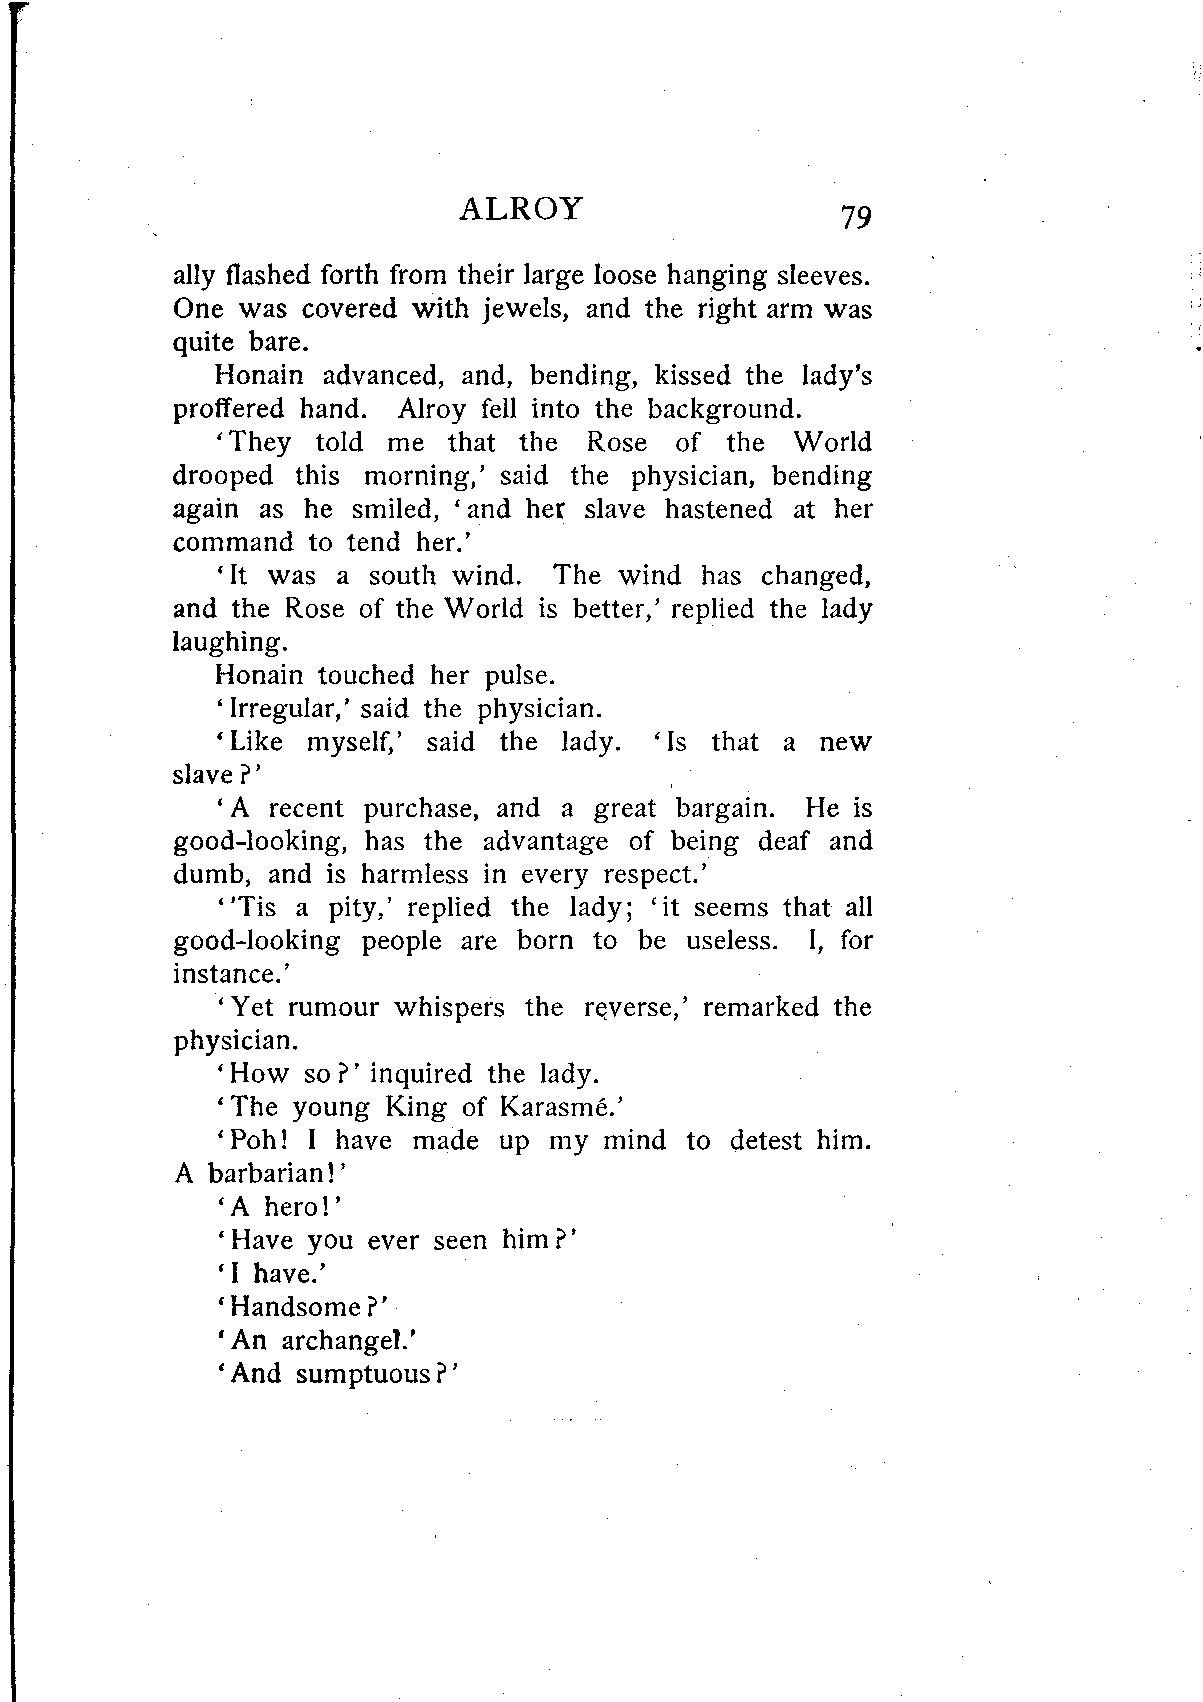 ALROY 79
ally flashed forth from their large loose hanging sleeves.
One was covered with jewels, and the right arm was
quite bare.
Honain advanced, and, bending, kissed the lady's
proffered hand. Alroy fell into the background.
‘They told me that the Rose of the World
drooped this morning,’ said the physician, bending
again as he smiled, ‘and her slave hastened at her
command to tend her.’
‘It was a south wind. The wind has changed,
and the Rose of the World is better,’ replied the lady
laughing.
Honain touched her pulse.
‘Irregular,’ said the physician.
‘Like myself,’ said the lady. ‘Is that a new
slave?’
‘A recent purchase, and a great bargain. He is
good-looking, has the advantage of being deaf and
dumb, and is harmless in every respect.’
‘'Tis a pity,’ replied the lady; ‘it seems that all
good-looking people are born to be useless. I, for
instance.’
‘Yet rumour whispers the reverse,’ remarked the
physician.
‘How so?’ inquired the lady.
‘The young King of Karasmé.’
‘Poh! I have made up my mind to detest him.
A barbarian!’
‘A hero!’
‘Have you ever seen him?’
‘I have.’
‘Handsome?’
‘An archangel.’
‘And sumptuous?’